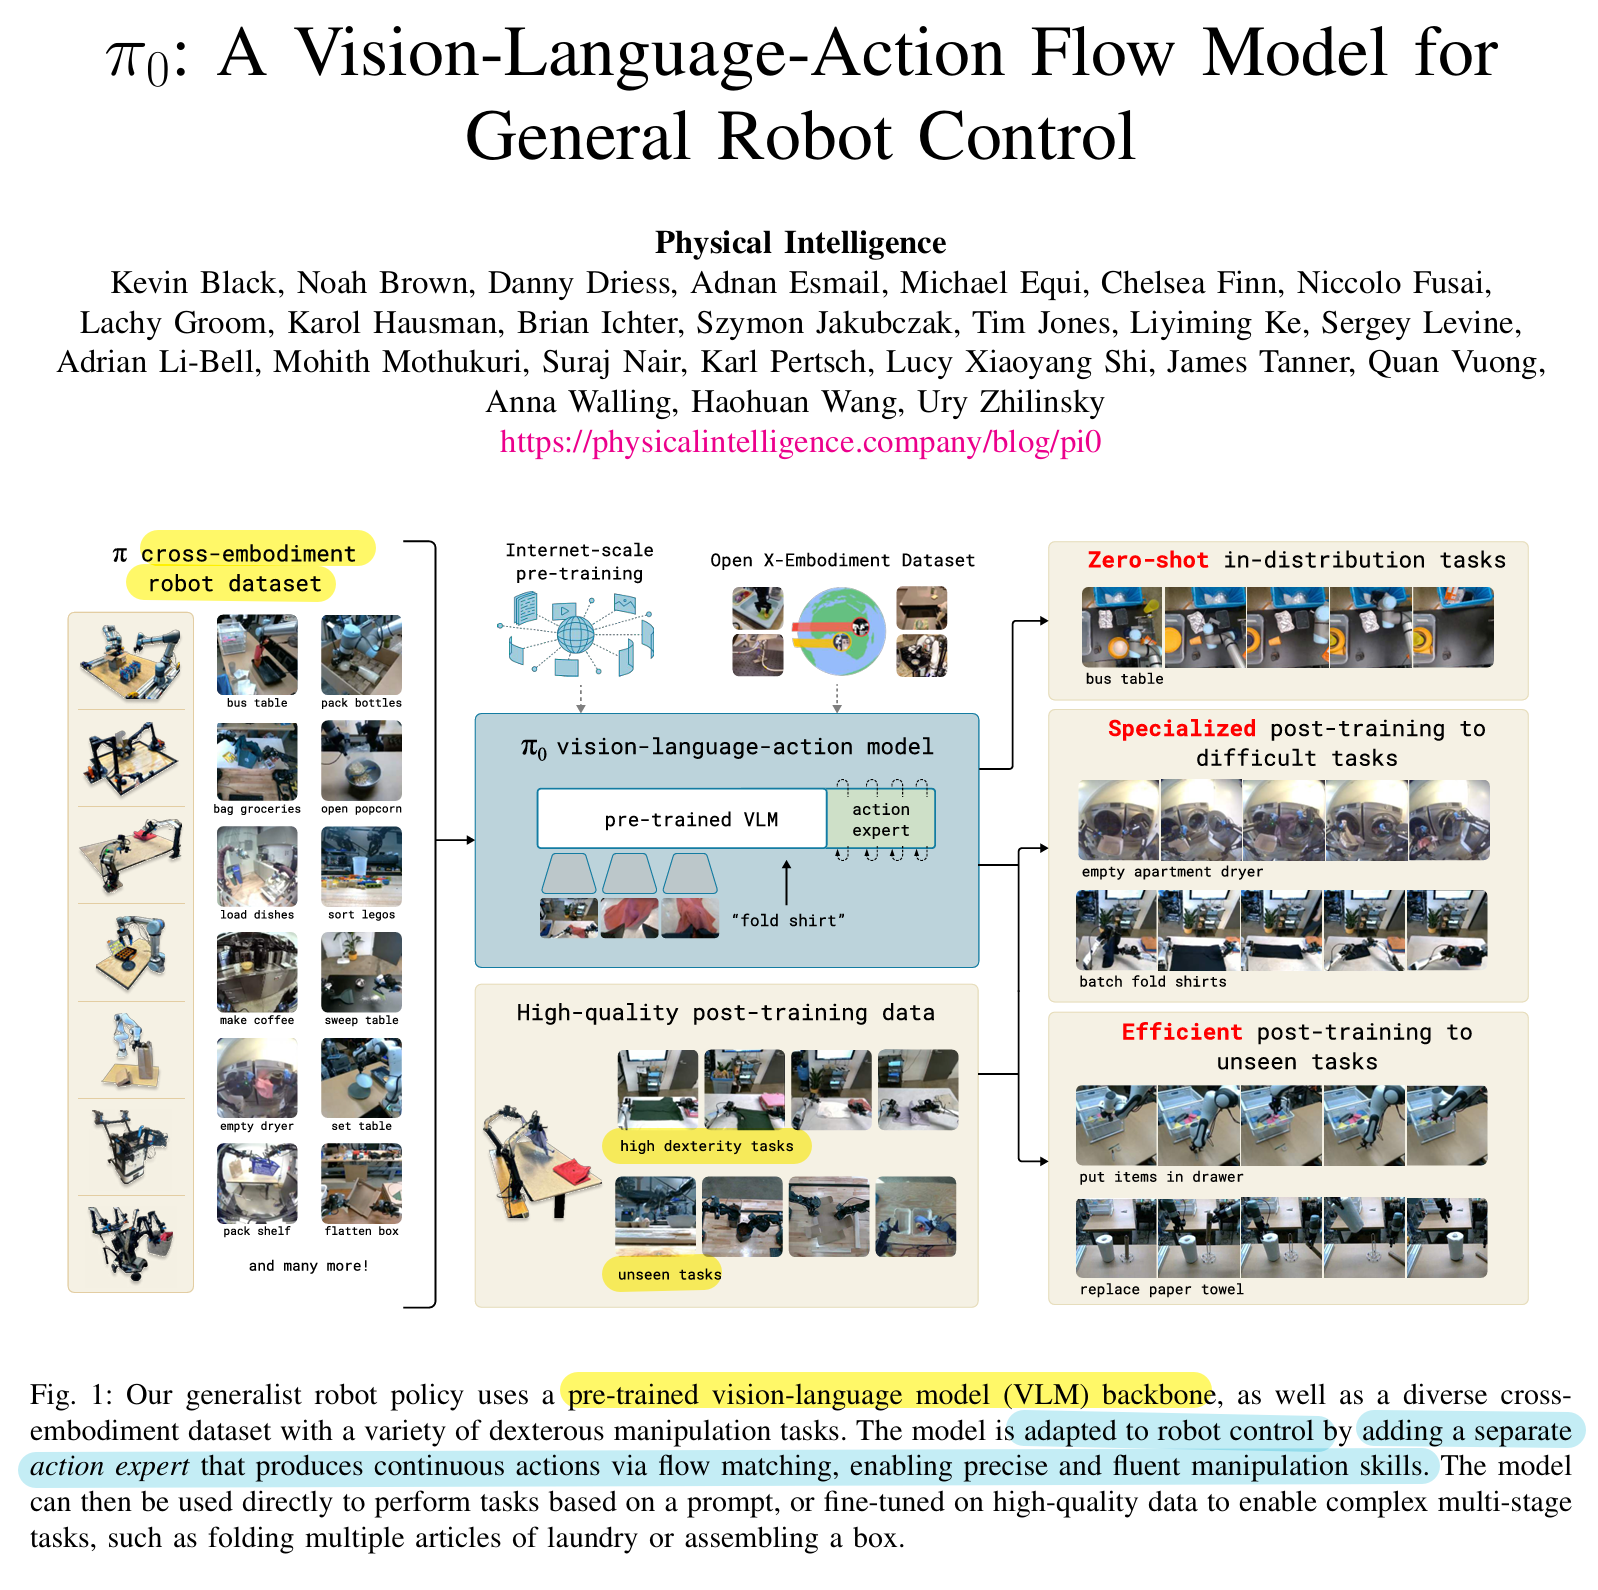 π0: A Vision-Language-Action Flow Model for
General Robot Control
Physical Intelligence
Kevin Black, Noah Brown, Danny Driess, Adnan Esmail, Michael Equi, Chelsea Finn, Niccolo Fusai,
Lachy Groom, Karol Hausman, Brian Ichter, Szymon Jakubczak, Tim Jones, Liyiming Ke, Sergey Levine,
Adrian Li-Bell, Mohith Mothukuri, Suraj Nair, Karl Pertsch, Lucy Xiaoyang Shi, James Tanner, Quan Vuong,
Anna Walling, Haohuan Wang, Ury Zhilinsky
https://physicalintelligence.company/blog/pi0
π cross-embodiment
robot dataset
bus table
pack bottles
bag groceries
open popcorn
load dishes
sort legos
make coffee
sweep table
empty dryer
set table
pack shelf
flatten box
and many more!
Internet-scale
pre-training
Open X-Embodiment Dataset
π0 vision-language-action model
pre-trained VLM
action
expert
“fold shirt”
High-quality post-training data
high dexterity tasks
unseen tasks
Zero-shot in-distribution tasks
bus table
Specialized post-training to
difficult tasks
empty apartment dryer
batch fold shirts
Efficient post-training to
unseen tasks
put items in drawer
replace paper towel
Fig. 1: Our generalist robot policy uses a pre-trained vision-language model (VLM) backbone, as well as a diverse cross-
embodiment dataset with a variety of dexterous manipulation tasks. The model is adapted to robot control by adding a separate
action expert that produces continuous actions via flow matching, enabling precise and fluent manipulation skills. The model
can then be used directly to perform tasks based on a prompt, or fine-tuned on high-quality data to enable complex multi-stage
tasks, such as folding multiple articles of laundry or assembling a box.